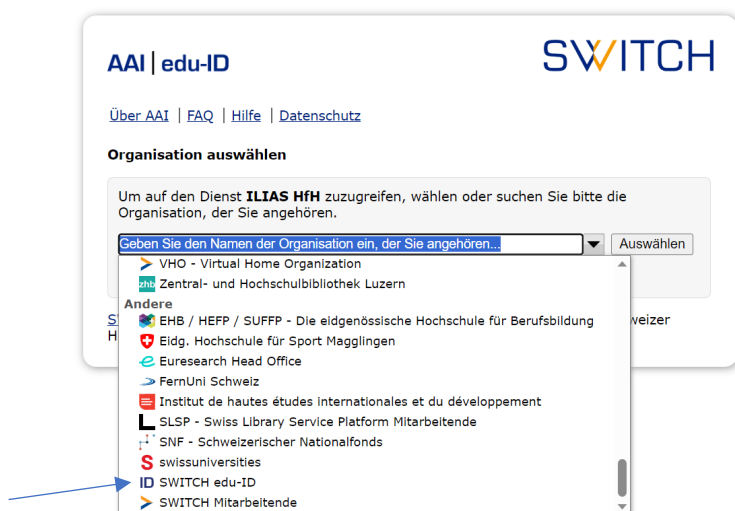 AAI | edu-ID
SWITCH
Über AAI | FAQ | Hilfe | Datenschutz
Organisation auswählen
Um auf den Dienst ILIAS HfH zuzugreifen, wählen oder suchen Sie bitte die
Organisation, der Sie angehören.
Geben Sie den Namen der Organisation ein, der Sie angehören...
Auswählen
VHO - Virtual Home Organization
zhb Zentral- und Hochschulbibliothek Luzern
Andere
EHB / HEFP / SUFFP - Die eidgenössische Hochschule für Berufsbildung
Eidg. Hochschule für Sport Magglingen
Euresearch Head Office
FernUni Schweiz
Institut de hautes études internationales et du développement
SLSP - Swiss Library Service Platform Mitarbeitende
SNF - Schweizerischer Nationalfonds
S swissuniversities
ID SWITCH edu-ID
SWITCH Mitarbeitende